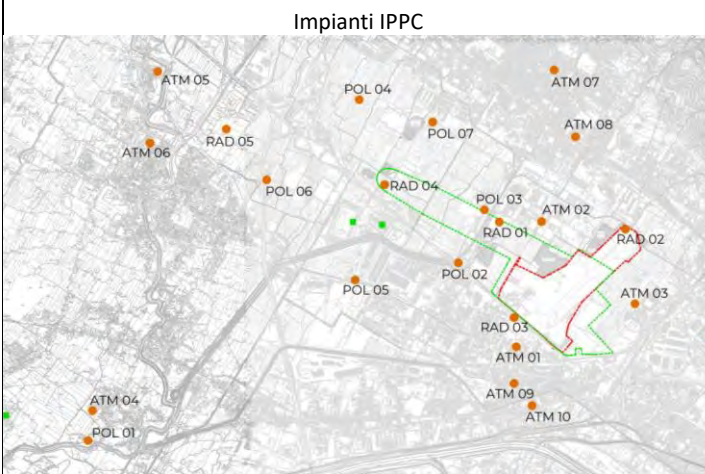 Impianti IPPC
ATM 05
ATM 07
POL 04
POL 07
ATM 08
RAD 05
ATM 06
POL 06
RAD 04
POL 03
RAD 01
ATM 02
RAD 02
POL 02
POL 05
ATM 03
RAD 03
ATM 01
ATM 09
ATM 10
ATM 04
POL 01